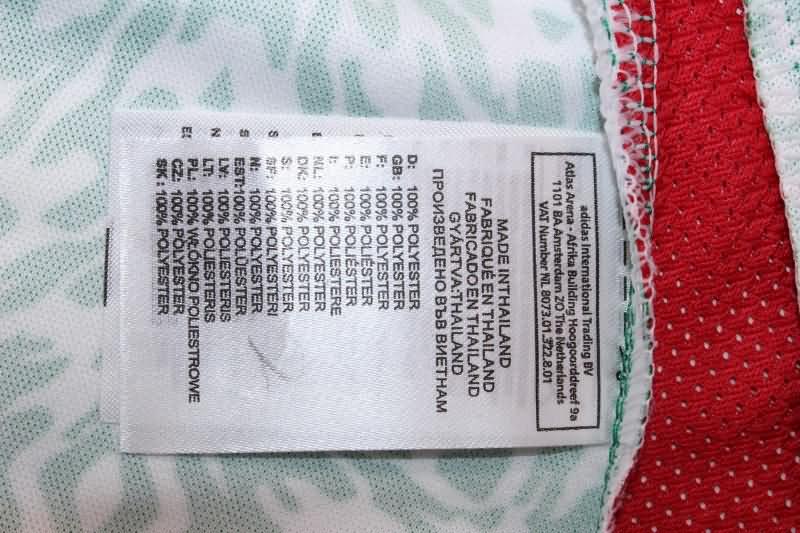 adidas International Trading BV
Atlas Arena - Afrika Building Hoogoorddreef 9a
1101 BA Amsterdam ZO The Netherlands
VAT Number NL 8073.01.322.B.01
MADE INTHAILAND
FABRIQUÉ EN THAILAND
FABRICADO EN THAILAND
GYÁRTVA:THAILAND
ПРОИЗВЕДЕНО ВЪВ ВИЕТНАМ
D: 100% POLYESTER
GB: 100% POLYESTER
F: 100% POLYESTER
E: 100% POLIÉSTER
P: 100% POLIÉSTER
I: 100% POLIESTERE
NL: 100% POLYESTER
DK: 100% POLYESTER
S: 100% POLYESTER
SF: 100% POLYESTERI
N: 100% POLYESTER
EST:100% POLÜESTER
LV: 100% POLIESTERIS
LT: 100% POLIESTERIS
PL: 100% WŁÓKNO POLIESTROWE
CZ: 100% POLYESTER
SK : 100% POLYESTER